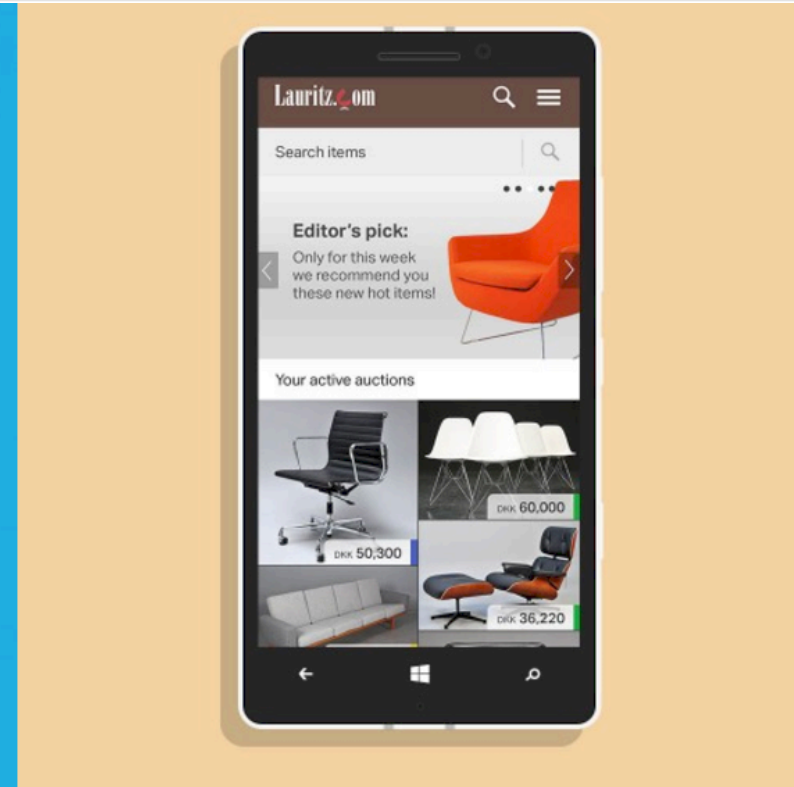 Lauritz.com
Search items
Editor's pick:
Only for this week
we recommend you
these new hot items!
Your active auctions
DKK 60,000
DKK 50,300
DKK 36,220